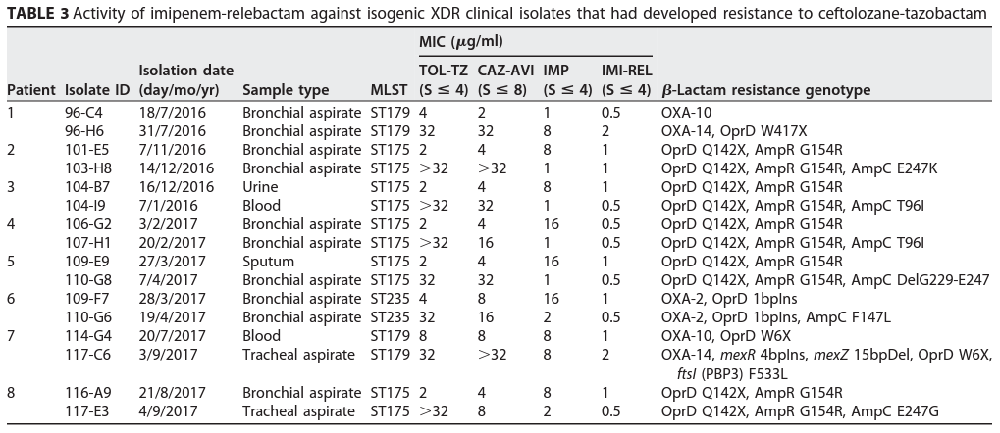 TABLE 3 Activity of imipenem-relebactam against isogenic XDR clinical isolates that had developed resistance to ceftolozane-tazobactam
MIC (μg/ml)
Isolation date TOL-TZ CAZ-AVI IMP IMI-REL
Patient Isolate ID (day/mo/yr) Sample type MLST (S ≤ 4) (S ≤ 8) (S ≤ 4) (S ≤ 4) β-Lactam resistance genotype
1 96-C4 18/7/2016 Bronchial aspirate ST179 4 2 1 0.5 OXA-10
96-H6 31/7/2016 Bronchial aspirate ST179 32 32 8 2 OXA-14, OprD W417X
2 101-E5 7/11/2016 Bronchial aspirate ST175 2 4 8 1 OprD Q142X, AmpR G154R
103-H8 14/12/2016 Bronchial aspirate ST175 >32 >32 1 1 OprD Q142X, AmpR G154R, AmpC E247K
3 104-B7 16/12/2016 Urine ST175 2 4 8 1 OprD Q142X, AmpR G154R
104-I9 7/1/2016 Blood ST175 >32 32 1 0.5 OprD Q142X, AmpR G154R, AmpC T96I
4 106-G2 3/2/2017 Bronchial aspirate ST175 2 4 16 0.5 OprD Q142X, AmpR G154R
107-H1 20/2/2017 Bronchial aspirate ST175 >32 16 1 0.5 OprD Q142X, AmpR G154R, AmpC T96I
5 109-E9 27/3/2017 Sputum ST175 2 4 16 1 OprD Q142X, AmpR G154R
110-G8 7/4/2017 Bronchial aspirate ST175 32 32 1 0.5 OprD Q142X, AmpR G154R, AmpC DelG229-E247
6 109-F7 28/3/2017 Bronchial aspirate ST235 4 8 16 1 OXA-2, OprD 1bpIns
110-G6 19/4/2017 Bronchial aspirate ST235 32 16 2 0.5 OXA-2, OprD 1bpIns, AmpC F147L
7 114-G4 20/7/2017 Blood ST179 8 8 8 1 OXA-10, OprD W6X
117-C6 3/9/2017 Tracheal aspirate ST179 32 >32 8 2 OXA-14, mexR 4bpIns, mexZ 15bpDel, OprD W6X,
ftsI (PBP3) F533L
8 116-A9 21/8/2017 Bronchial aspirate ST175 2 4 8 1 OprD Q142X, AmpR G154R
117-E3 4/9/2017 Tracheal aspirate ST175 >32 8 2 0.5 OprD Q142X, AmpR G154R, AmpC E247G